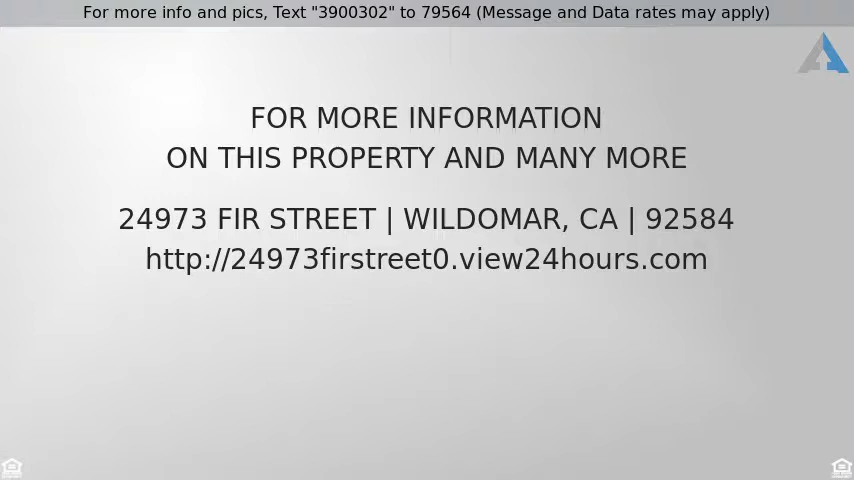 For more info and pics, Text "3900302" to 79564 (Message and Data rates may apply)
FOR MORE INFORMATION
ON THIS PROPERTY AND MANY MORE
24973 FIR STREET | WILDOMAR, CA | 92584
http://24973firstreet0.view24hours.com